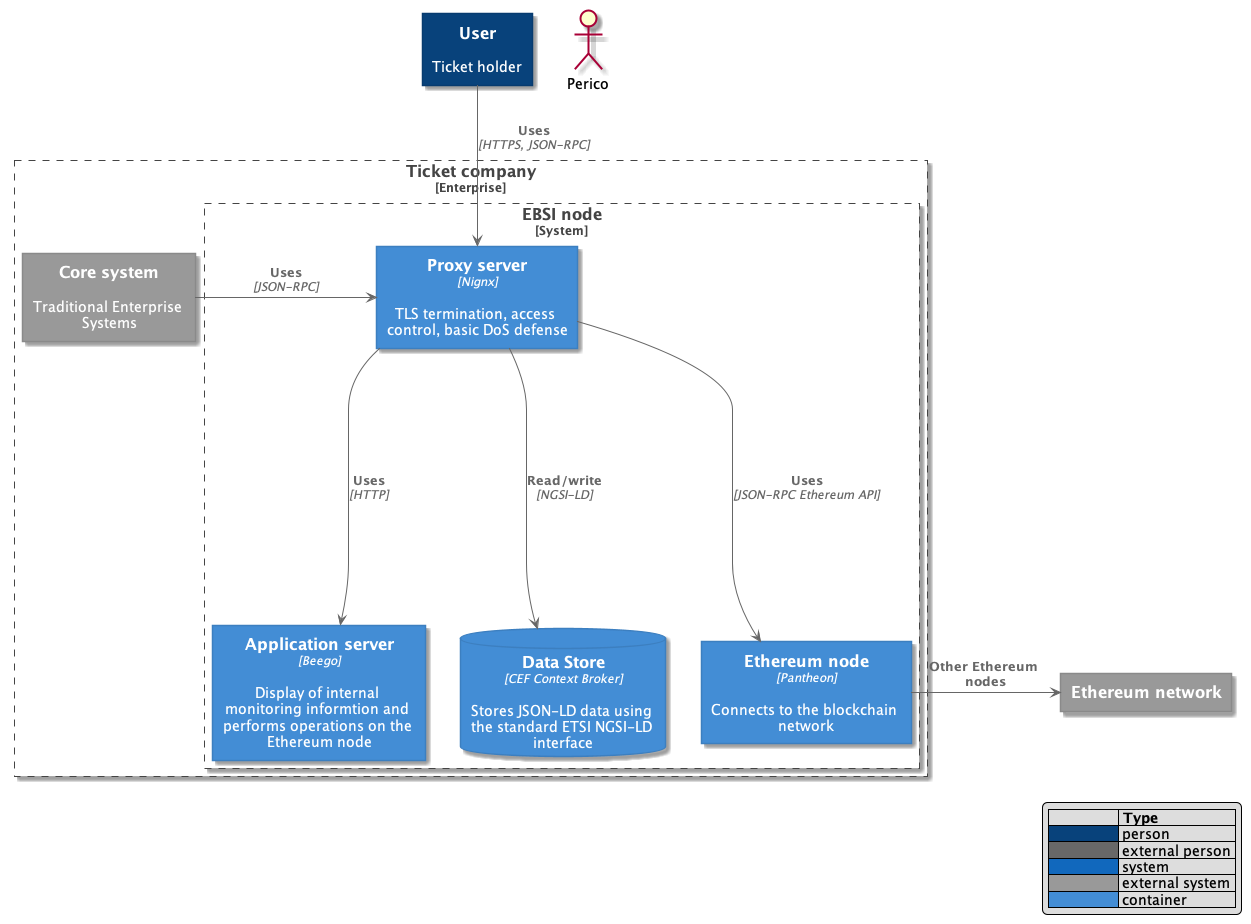 User
Ticket holder
Perico
Uses
[HTTPS, JSON-RPC]
Ticket company
[Enterprise]
EBSI node
[System]
Core system
Traditional Enterprise
Systems
Uses
[JSON-RPC]
Proxy server
[Nignx]
TLS termination, access
control, basic DoS defense
Uses
[HTTP]
Read/write
[NGSI-LD]
Uses
[JSON-RPC Ethereum API]
Application server
[Beego]
Display of internal
monitoring informtion and
performs operations on the
Ethereum node
Data Store
[CEF Context Broker]
Stores JSON-LD data using
the standard ETSI NGSI-LD
interface
Ethereum node
[Pantheon]
Connects to the blockchain
network
Other Ethereum
nodes
Ethereum network
Type
person
external person
system
external system
container